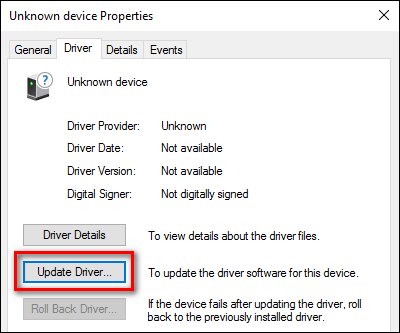 Unknown device Properties
General Driver Details Events
Unknown device
Driver Provider: Unknown
Driver Date: Not available
Driver Version: Not available
Digital Signer: Not digitally signed
Driver Details To view details about the driver files.
Update Driver... To update the driver software for this device.
Roll Back Driver... If the device fails after updating the driver, roll
back to the previously installed driver.